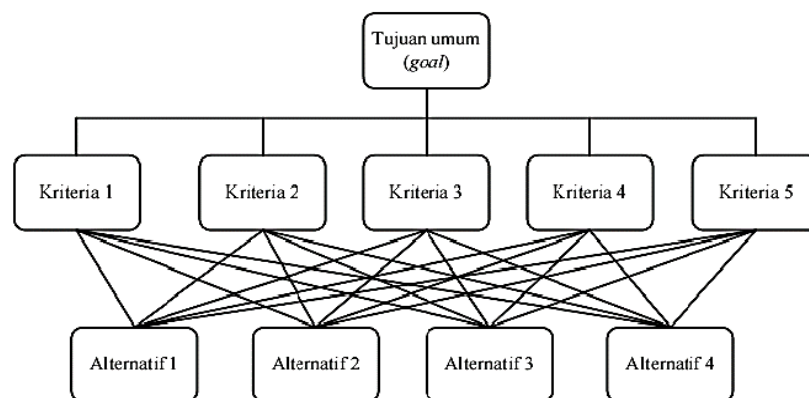 Tujuan umum
(goal)
Kriteria 1
Kriteria 2
Kriteria 3
Kriteria 4
Kriteria 5
Alternatif 1
Alternatif 2
Alternatif 3
Alternatif 4